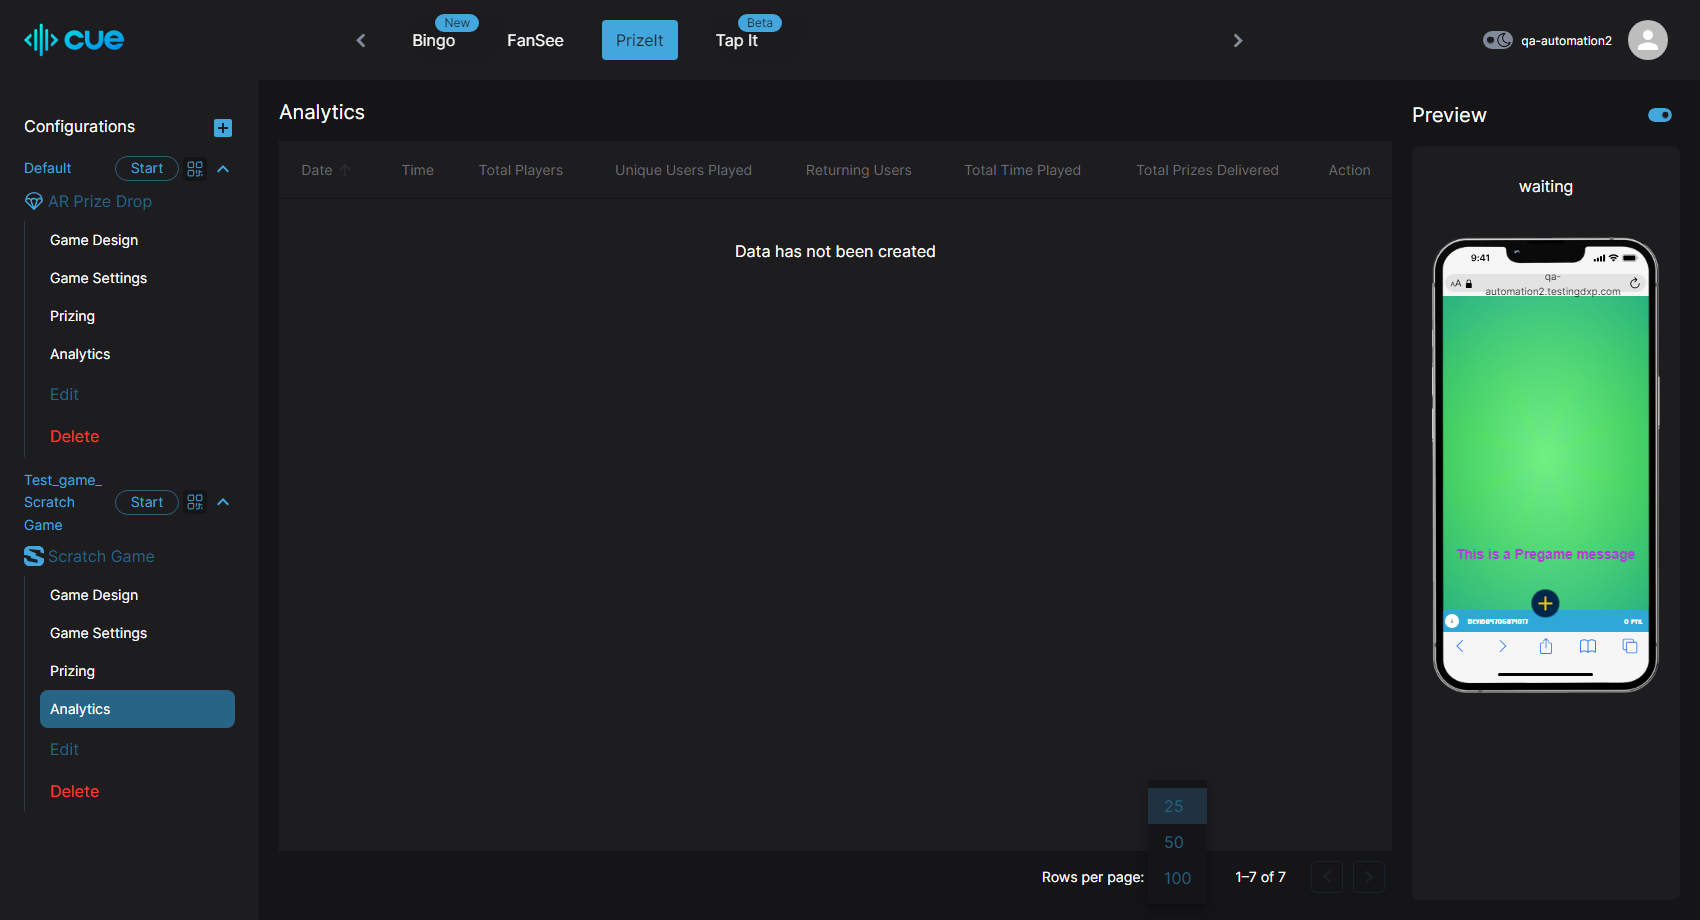 cue
New
Bingo
FanSee
PrizeIt
Beta
Tap It
qa-automation2
Configurations
Default
Start
AR Prize Drop
Game Design
Game Settings
Prizing
Analytics
Edit
Delete
Test_game_
Scratch
Game
Start
Scratch Game
Game Design
Game Settings
Prizing
Analytics
Edit
Delete
Analytics
Date Time Total Players Unique Users Played Returning Users Total Time Played Total Prizes Delivered Action
Data has not been created
Rows per page:
25
50
100
1–7 of 7
Preview
waiting
9:41
AA
qa-
automation2.testingdxp.com
This is a Pregame message
0 PTS.